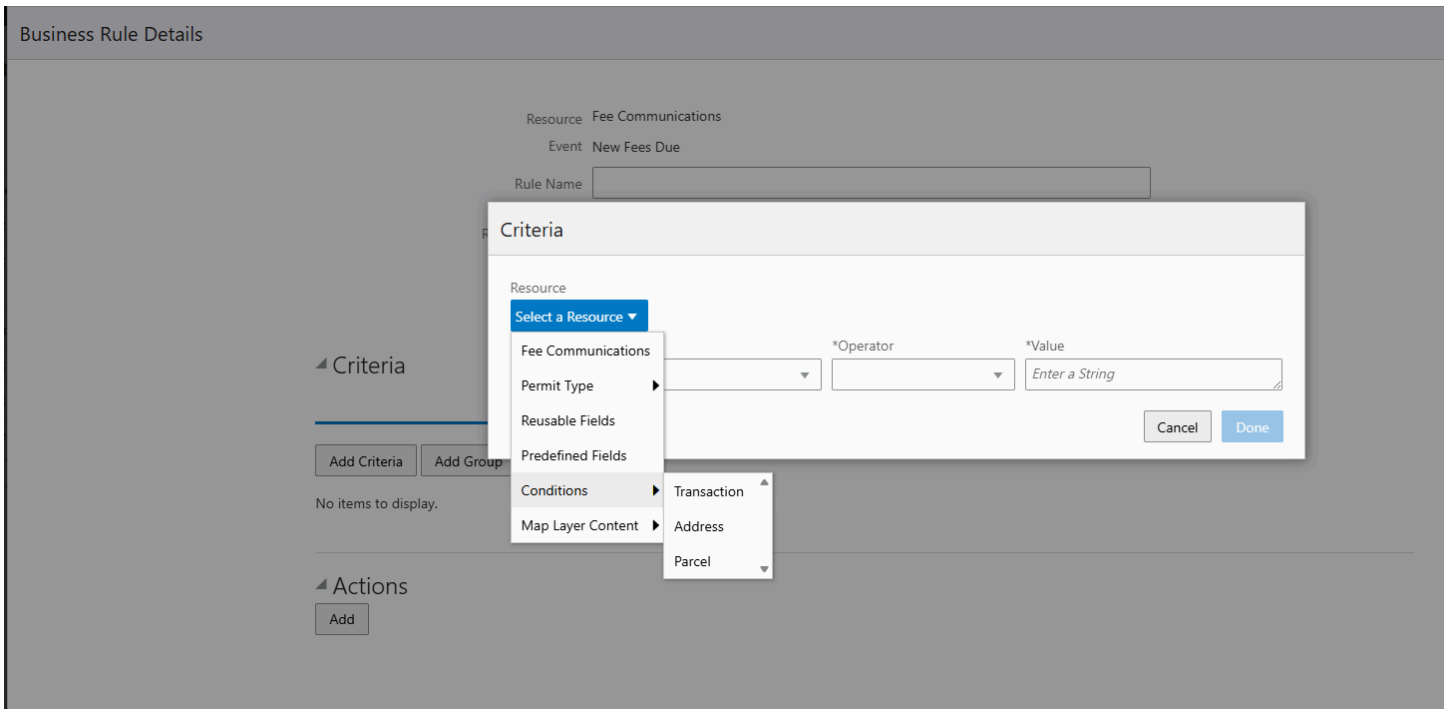 Business Rule Details
Resource Fee Communications
Event New Fees Due
Rule Name
R
Criteria
Resource
Select a Resource
*Operator
*Value
Fee Communications
Criteria
Enter a String
Permit Type
Reusable Fields
Cancel
Done
Predefined Fields
Add Criteria
Add Group
Conditions
Transaction
No items to display.
Map Layer Content
Address
Parcel
Actions
Add